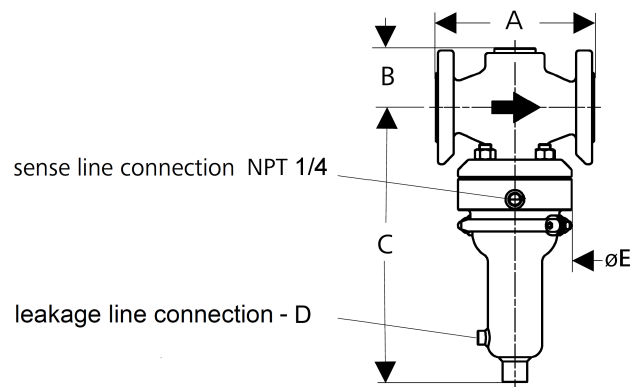 A
B
sense line connection NPT 1/4
C
øE
leakage line connection - D